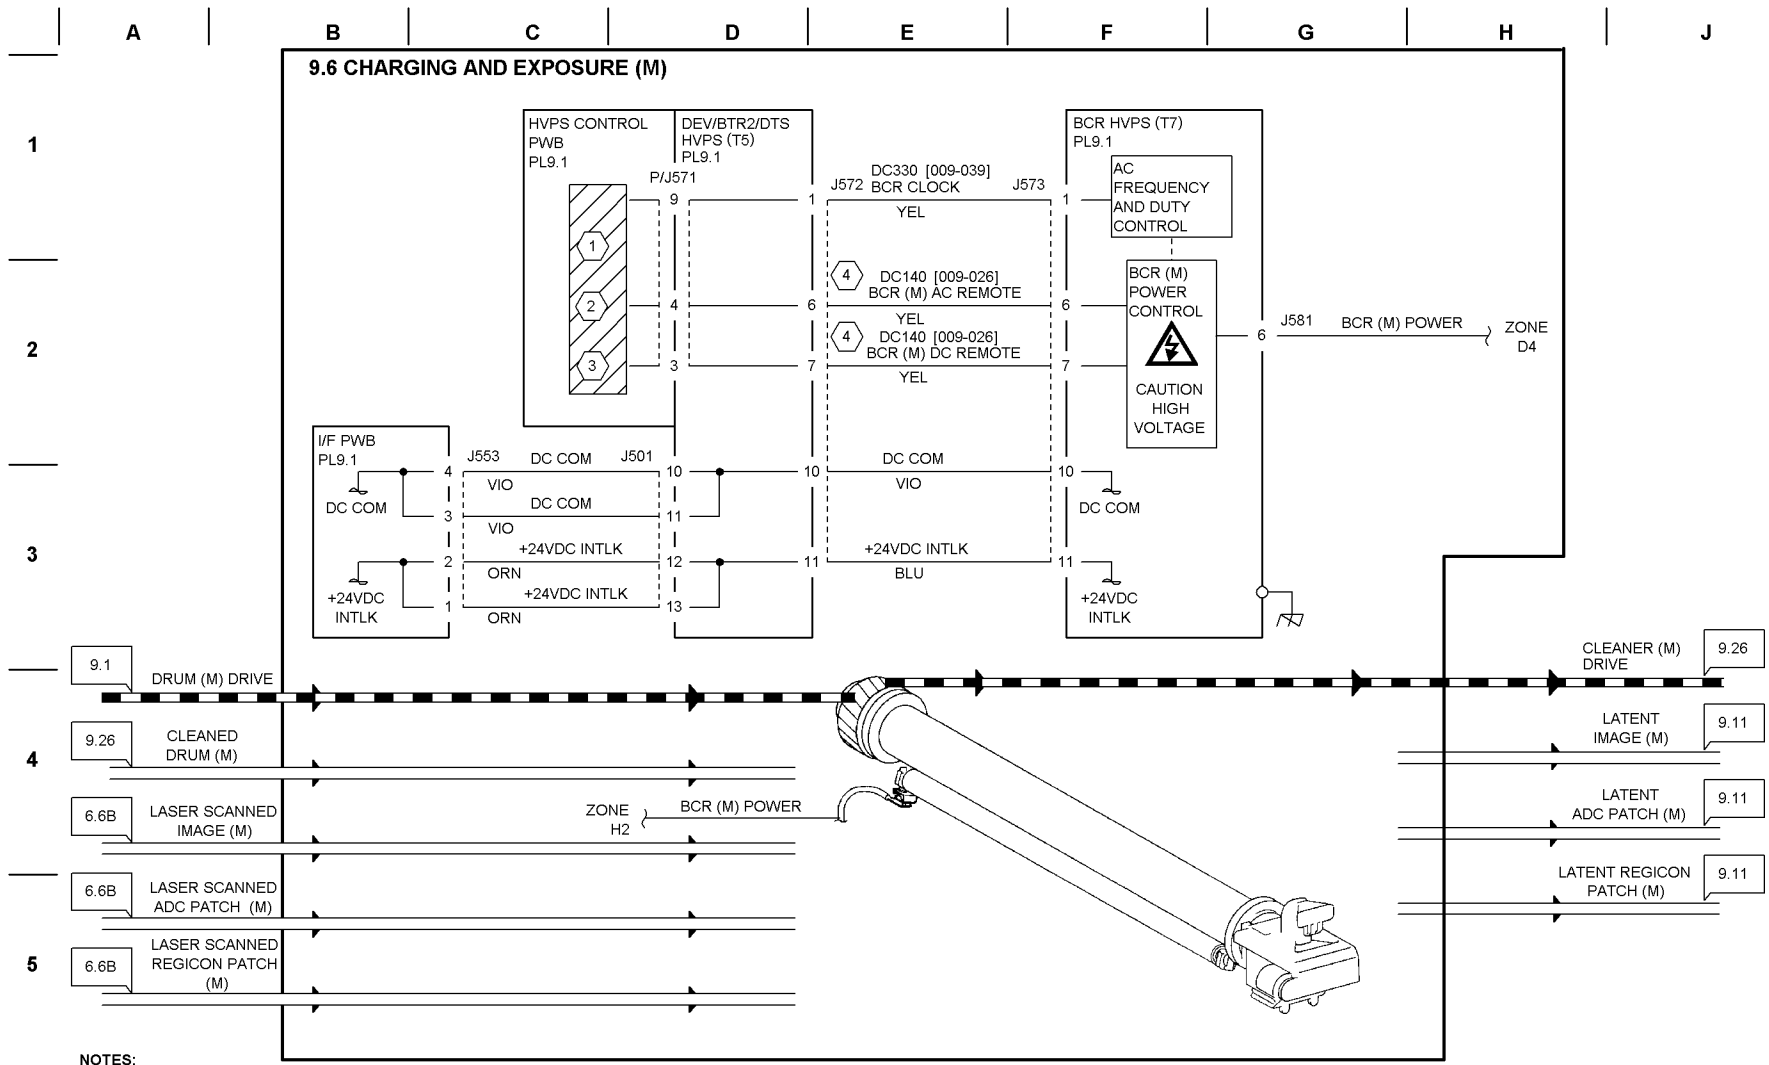 A B C D E F G H J
9.6 CHARGING AND EXPOSURE (M)
1
2
3
4
5
HVPS CONTROL
PWB
PL9.1
DEV/BTR2/DTS
HVPS (T5)
PL9.1
P/J571
9
4
3
1
2
3
1
6
7
J572
DC330 [009-039]
BCR CLOCK
J573
YEL
4
DC140 [009-026]
BCR (M) AC REMOTE
YEL
4
DC140 [009-026]
BCR (M) DC REMOTE
YEL
BCR HVPS (T7)
PL9.1
1
6
7
AC
FREQUENCY
AND DUTY
CONTROL
BCR (M)
POWER
CONTROL
CAUTION
HIGH
VOLTAGE
6
J581
BCR (M) POWER
ZONE
D4
I/F PWB
PL9.1
DC COM
+24VDC
INTLK
4
3
2
1
J553
DC COM
J501
VIO
DC COM
VIO
+24VDC INTLK
ORN
+24VDC INTLK
ORN
10
11
12
13
10
11
DC COM
VIO
+24VDC INTLK
BLU
10
11
DC COM
+24VDC
INTLK
9.1
DRUM (M) DRIVE
9.26
CLEANED
DRUM (M)
6.6B
LASER SCANNED
IMAGE (M)
6.6B
LASER SCANNED
ADC PATCH (M)
6.6B
LASER SCANNED
REGICON PATCH
(M)
ZONE
H2
BCR (M) POWER
CLEANER (M)
DRIVE
9.26
LATENT
IMAGE (M)
9.11
LATENT
ADC PATCH (M)
9.11
LATENT REGICON
PATCH (M)
9.11
NOTES: